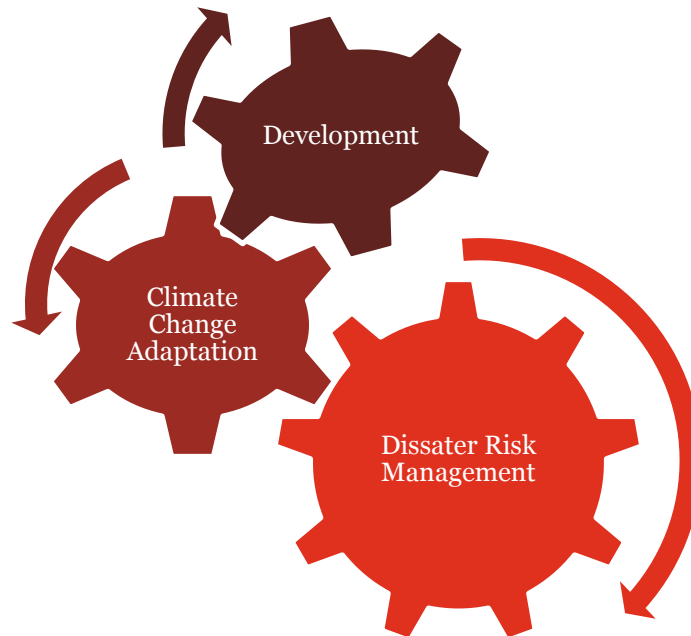 Development
Climate
Change
Adaptation
Dissater Risk
Management